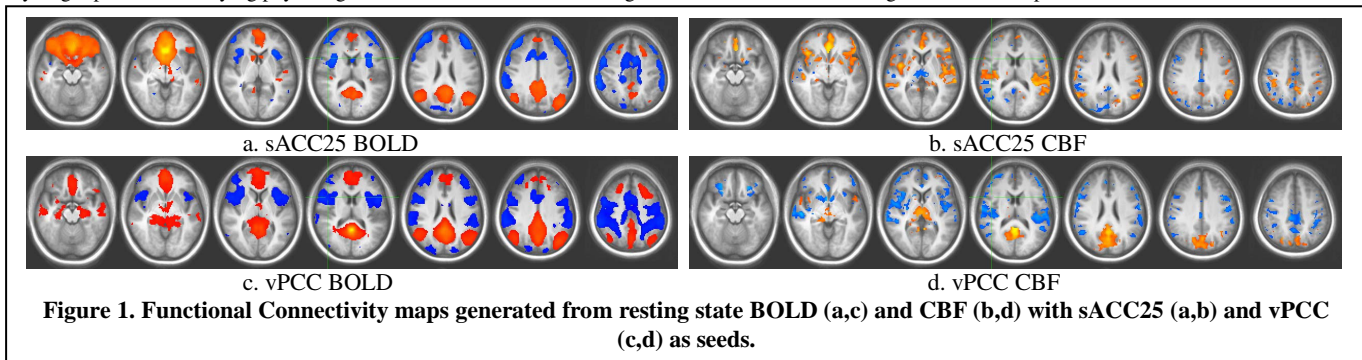 a. sACC25 BOLD
b. sACC25 CBF
c. vPCC BOLD
d. vPCC CBF
Figure 1. Functional Connectivity maps generated from resting state BOLD (a,c) and CBF (b,d) with sACC25 (a,b) and vPCC
(c,d) as seeds.